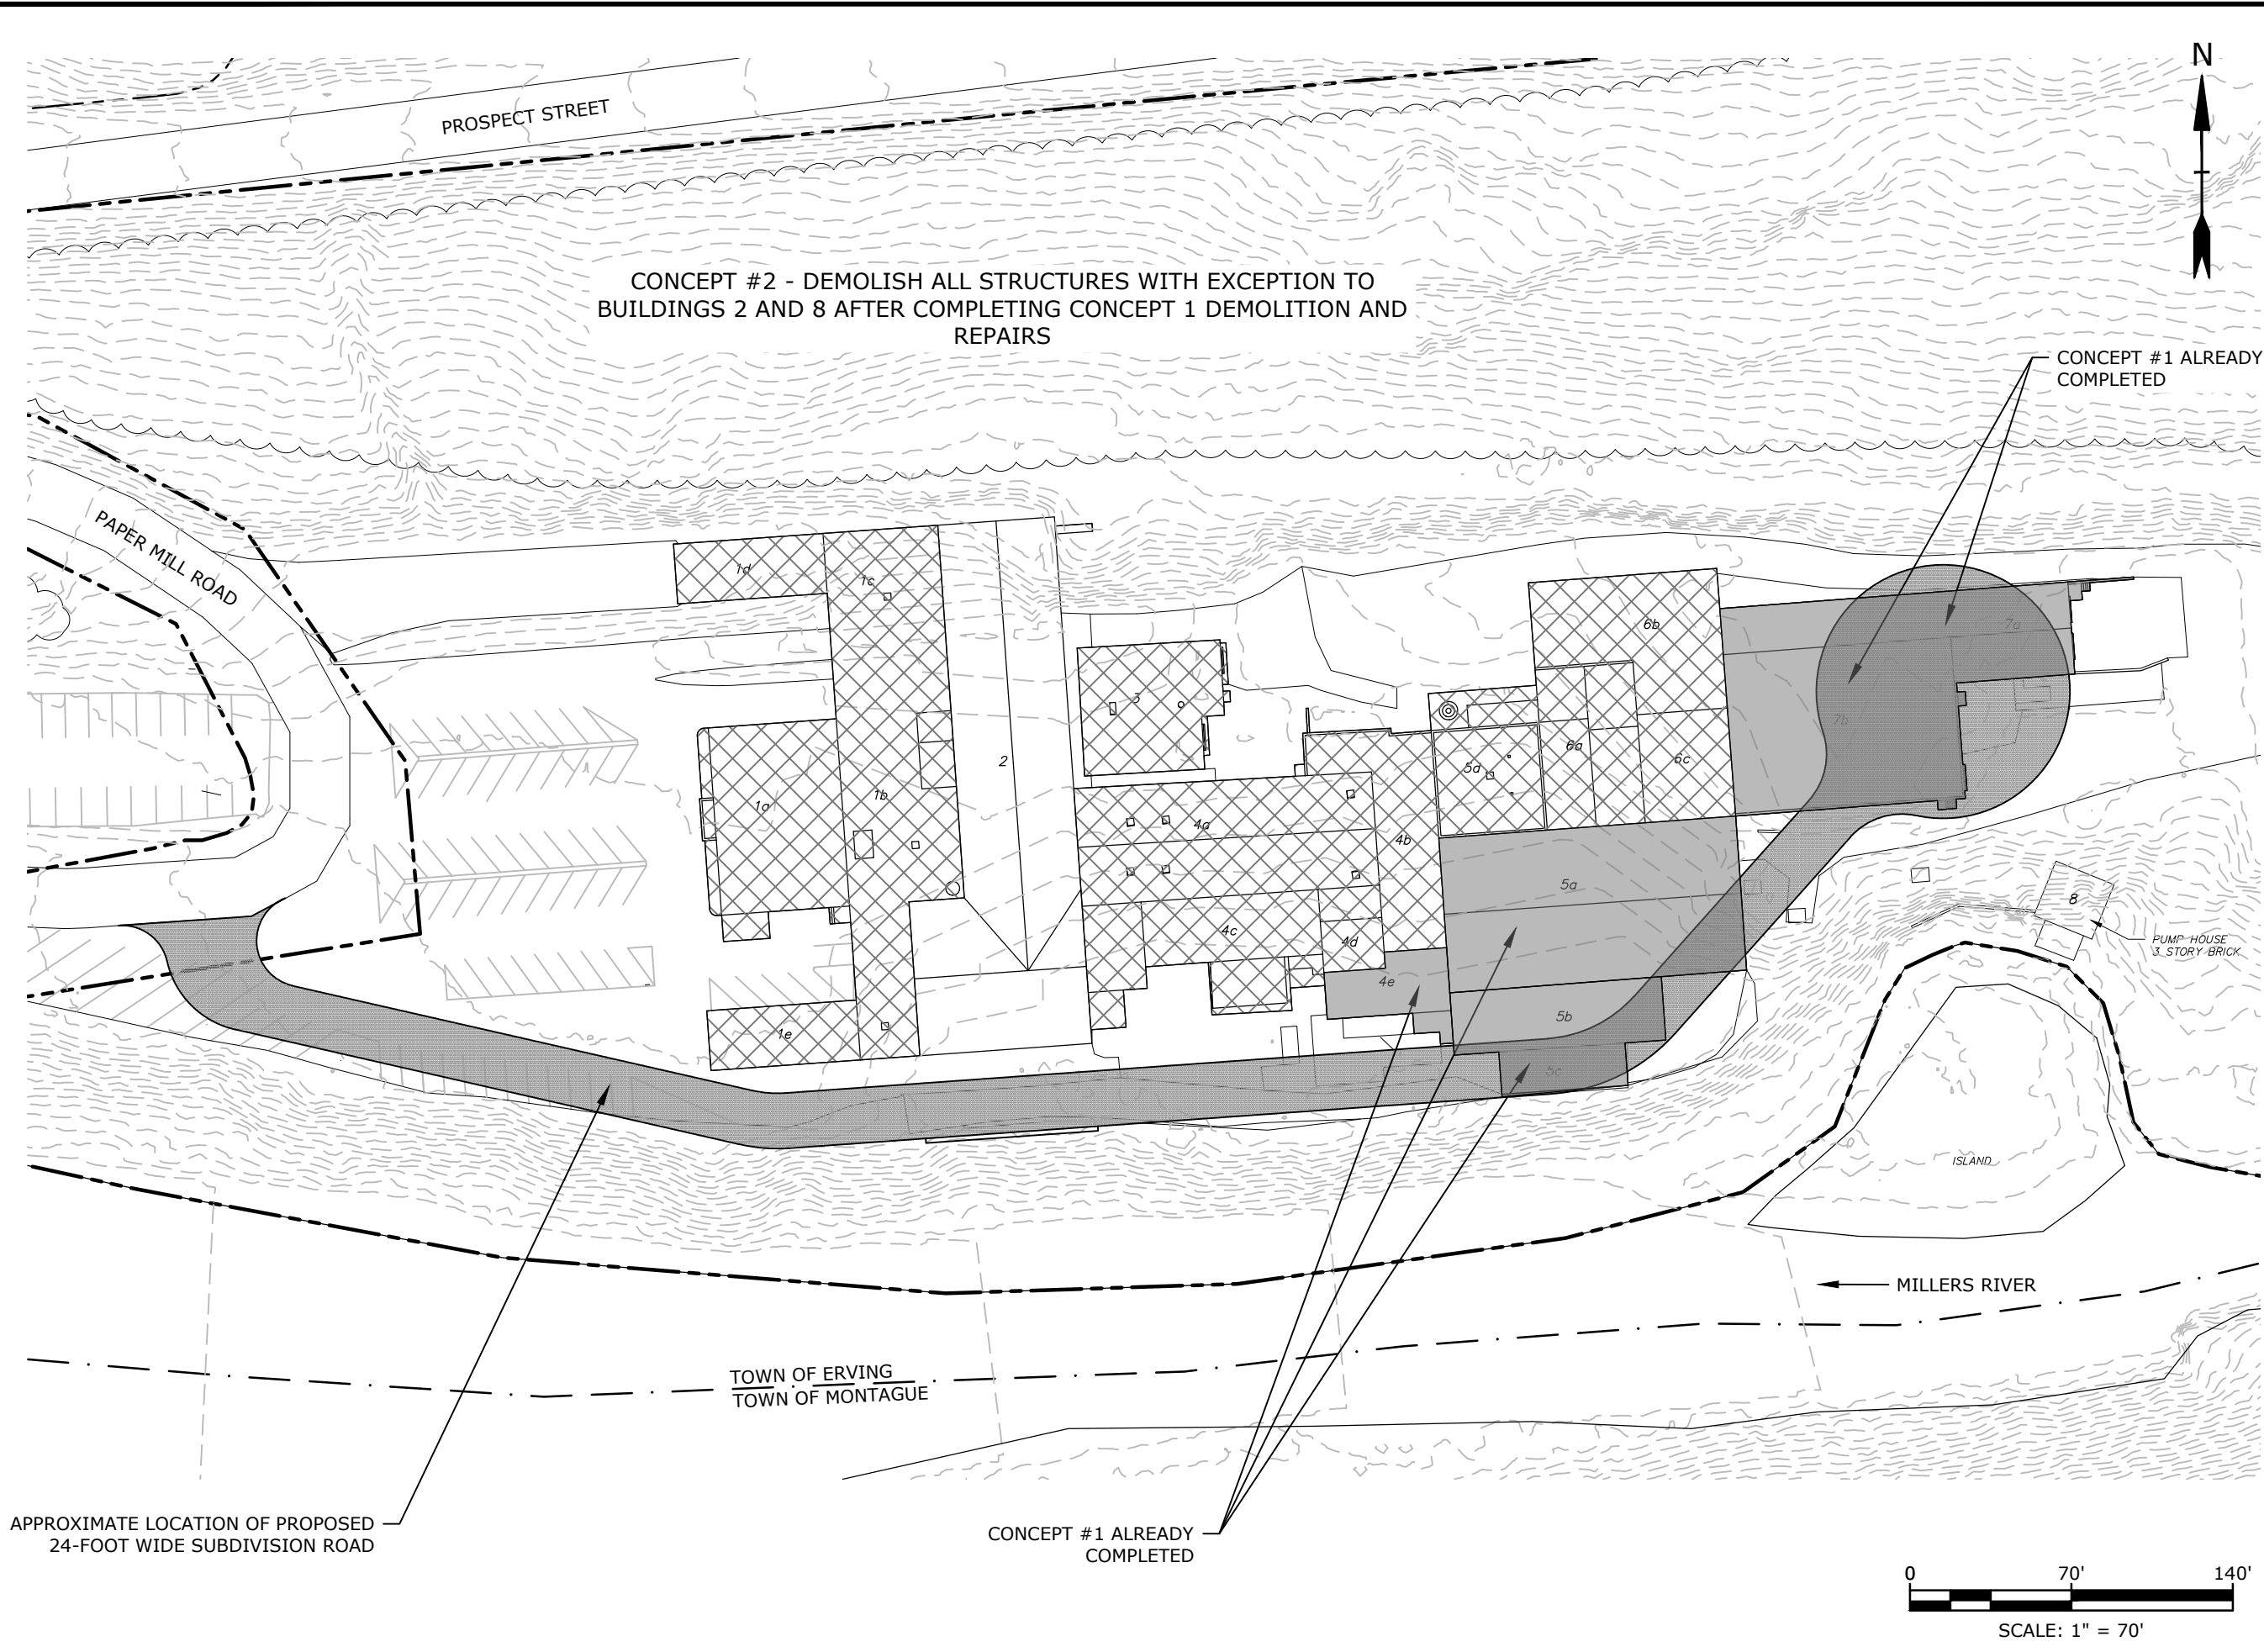 N
PROSPECT STREET
CONCEPT #2 - DEMOLISH ALL STRUCTURES WITH EXCEPTION TO
BUILDINGS 2 AND 8 AFTER COMPLETING CONCEPT 1 DEMOLITION AND
REPAIRS
CONCEPT #1 ALREADY
COMPLETED
PAPER MILL ROAD
1d
1c
6b
7a
3
2
7b
6a
6c
5d
1a
1b
4a
4b
5a
8
4c
4d
PUMP HOUSE
3 STORY BRICK
4e
5b
1e
5c
ISLAND
MILLERS RIVER
TOWN OF ERVING
TOWN OF MONTAGUE
APPROXIMATE LOCATION OF PROPOSED
24-FOOT WIDE SUBDIVISION ROAD
CONCEPT #1 ALREADY
COMPLETED
0 70' 140'
SCALE: 1" = 70'